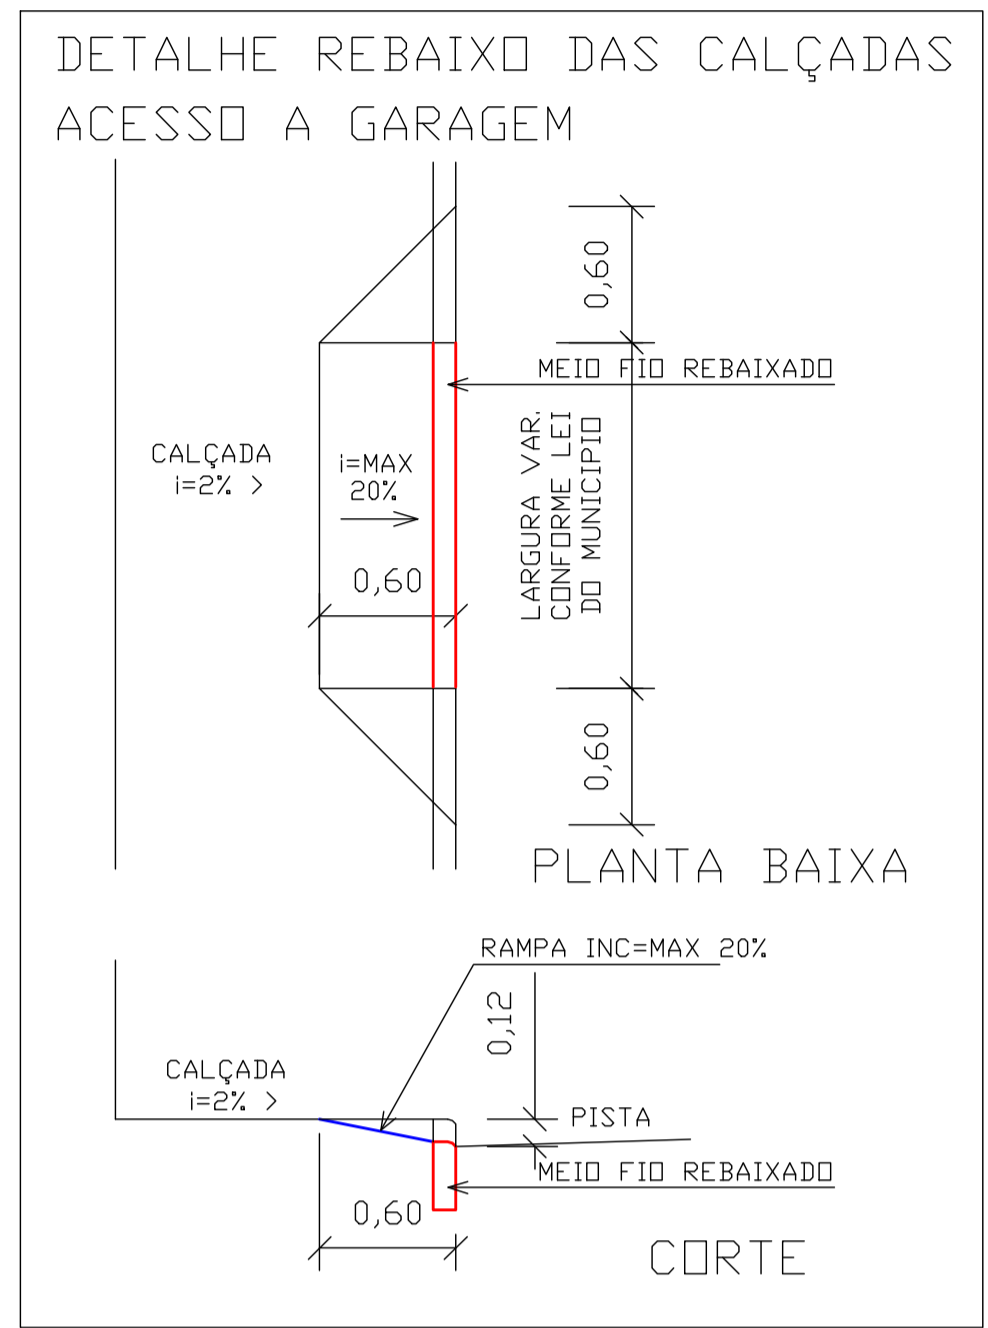 DETALHE REBAIXO DAS CALÇADAS
ACESSO A GARAGEM
0,60
MEIO FIO REBAIXADO
CALÇADA
i=2% >
i=MAX
20%
LARGURA VAR.
CONFORME LEI
DO MUNICIPIO
0,60
0,60
PLANTA BAIXA
RAMPA INC=MAX 20%
0,12
CALÇADA
i=2% >
PISTA
MEIO FIO REBAIXADO
0,60
CORTE